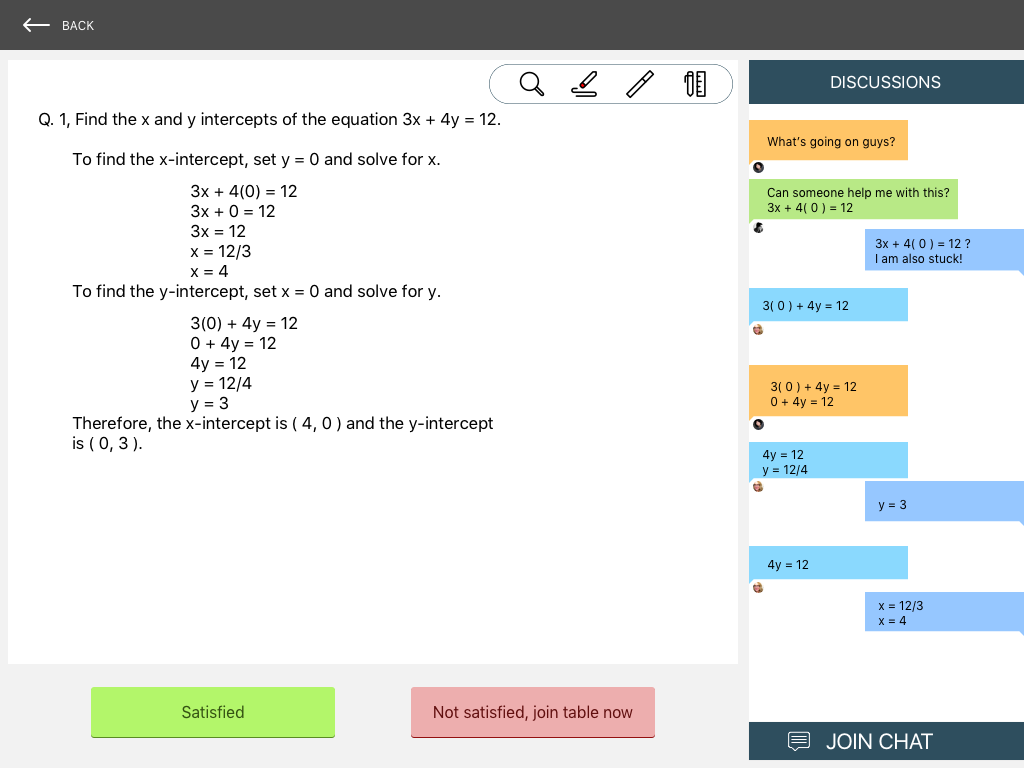 BACK
Q. 1, Find the x and y intercepts of the equation 3x + 4y = 12.
To find the x-intercept, set y = 0 and solve for x.
3x + 4(0) = 12
3x + 0 = 12
3x = 12
x = 12/3
x = 4
To find the y-intercept, set x = 0 and solve for y.
3(0) + 4y = 12
0 + 4y = 12
4y = 12
y = 12/4
y = 3
Therefore, the x-intercept is ( 4, 0 ) and the y-intercept
is ( 0, 3 ).
Satisfied
Not satisfied, join table now
DISCUSSIONS
What's going on guys?
Can someone help me with this?
3x + 4( 0 ) = 12
3x + 4( 0 ) = 12 ?
I am also stuck!
3( 0 ) + 4y = 12
3( 0 ) + 4y = 12
0 + 4y = 12
4y = 12
y = 12/4
y = 3
4y = 12
x = 12/3
x = 4
JOIN CHAT